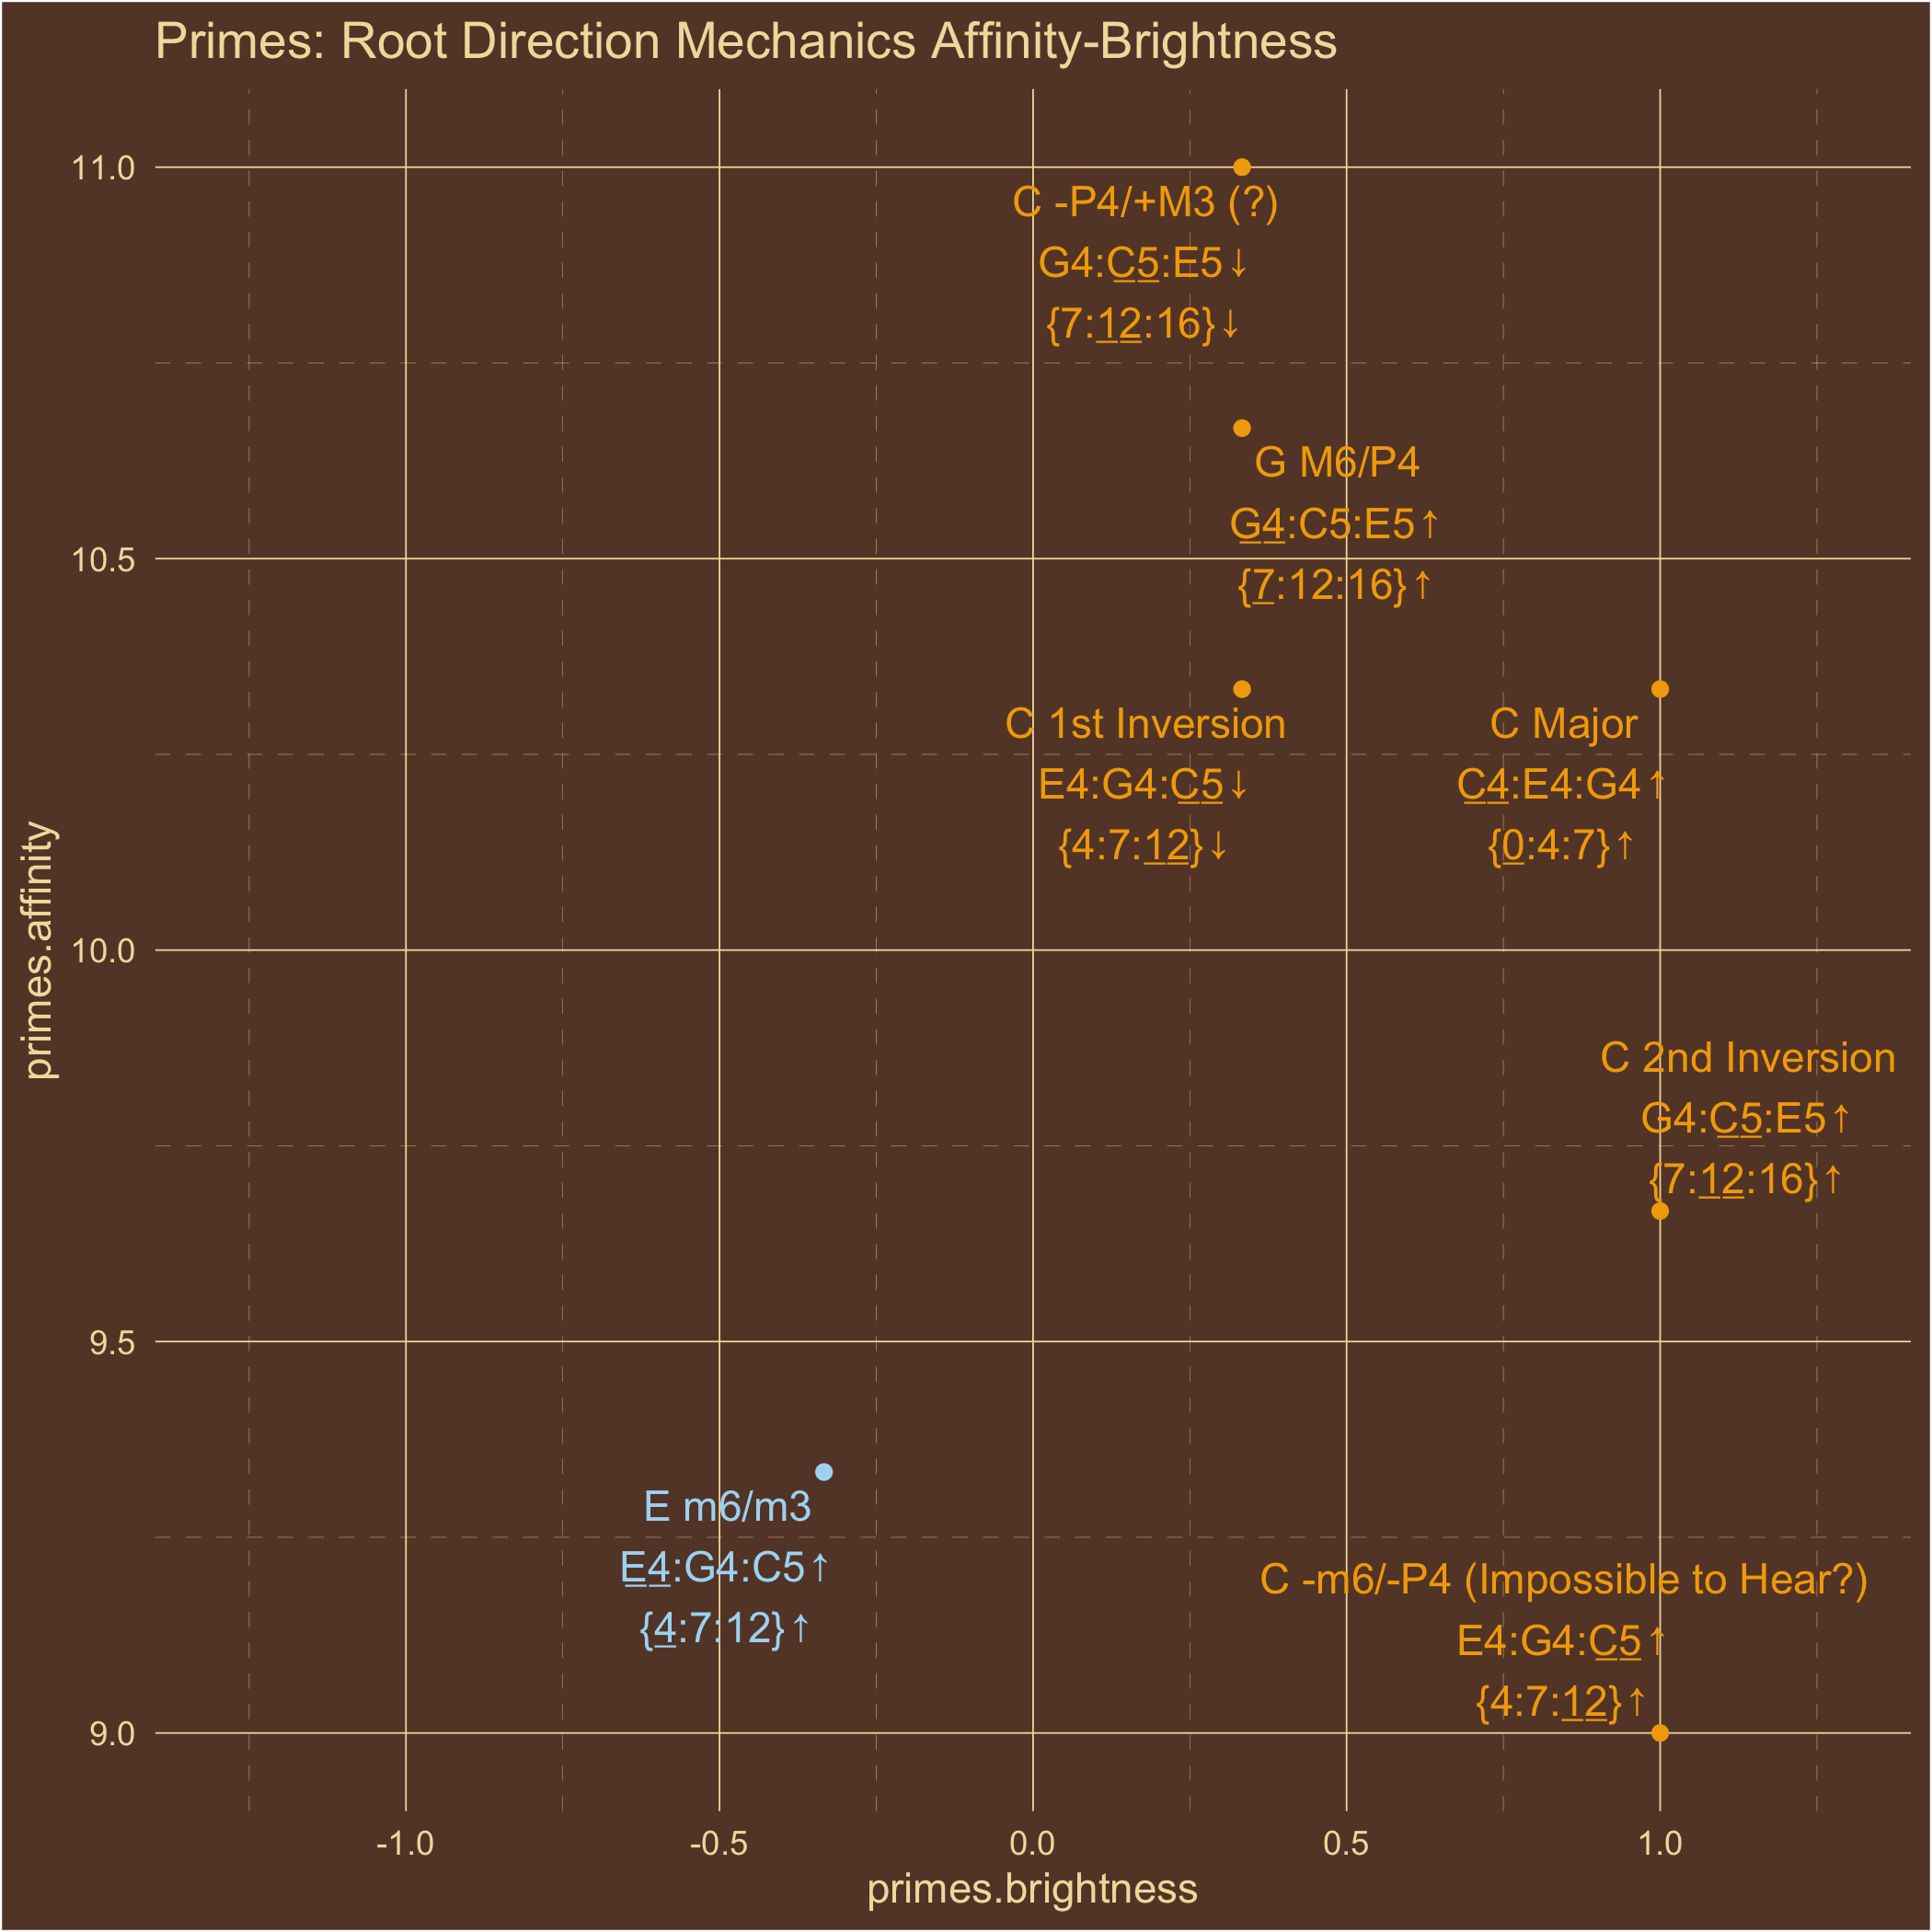 Primes: Root Direction Mechanics Affinity-Brightness
11.0
C -P4/+M3 (?)
G4:C5:E5↓
{7:12:16}↓
G M6/P4
G4:C5:E5↑
{7:12:16}↑
10.5
C 1st Inversion
E4:G4:C5↓
{4:7:12}↓
C Major
C4:E4:G4↑
{0:4:7}↑
10.0
primes.affinity
C 2nd Inversion
G4:C5:E5↑
{7:12:16}↑
9.5
E m6/m3
E4:G4:C5↑
{4:7:12}↑
C -m6/-P4 (Impossible to Hear?)
E4:G4:C5↑
{4:7:12}↑
9.0
-1.0 -0.5 0.0 0.5 1.0
primes.brightness